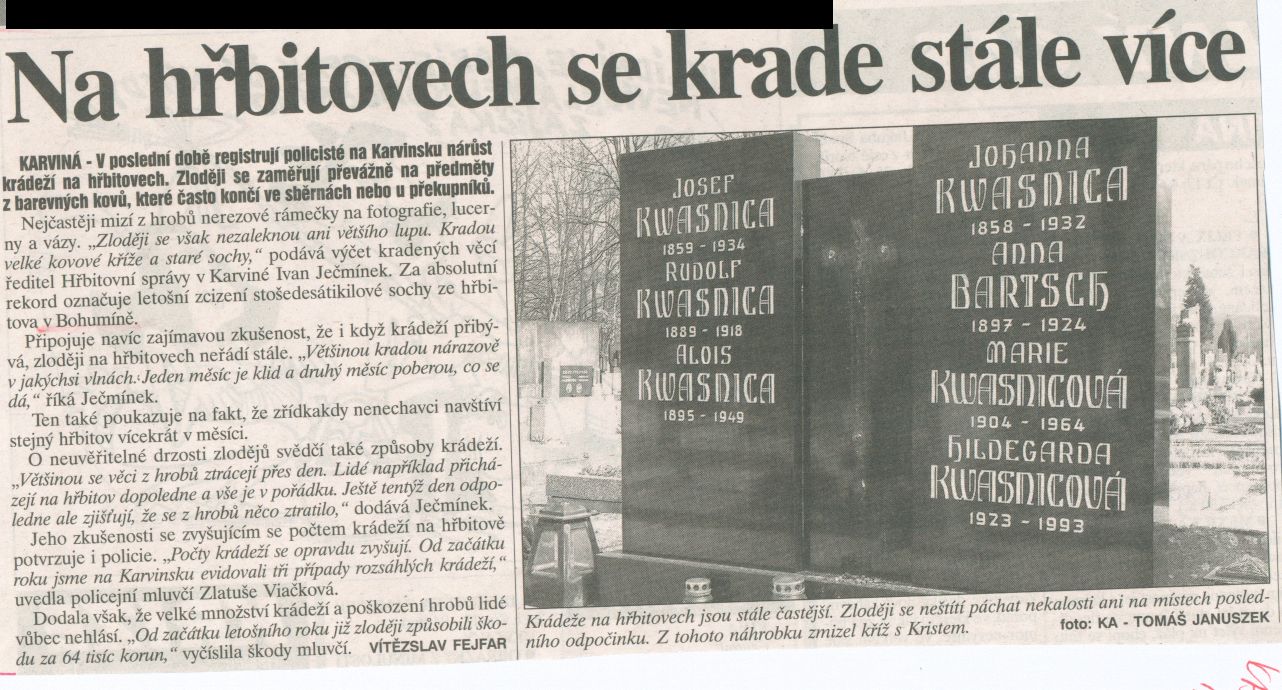 Na hřbitovech se krade stále více
KARVINÁ - V poslední době registrují policisté na Karvinsku nárůst
krádeží na hřbitovech. Zloději se zaměřují převážně na předměty
z barevných kovů, které často končí ve sběrnách nebo u překupníků.
Nejčastěji mizí z hrobů nerezové rámečky na fotografie, lucer-
ny a vázy. „Zloději se však nezaleknou ani většího lupu. Kradou
velké kovové kříže a staré sochy,“ podává výčet kradených věcí
ředitel Hřbitovní správy v Karviné Ivan Ječmínek. Za absolutní
rekord označuje letošní zcizení stošedesátikilové sochy ze hřbi-
tova v Bohumíně.
Připojuje navíc zajímavou zkušenost, že i když krádeží přibý-
vá, zloději na hřbitovech neřádí stále. „Většinou kradou nárazově
v jakýchsi vlnách. Jeden měsíc je klid a druhý měsíc poberou, co se
dá,“ říká Ječmínek.
Ten také poukazuje na fakt, že zřídkakdy nenechavci navštíví
stejný hřbitov vícekrát v měsíci.
O neuvěřitelné drzosti zlodějů svědčí také způsoby krádeží.
„Většinou se věci z hrobů ztrácejí přes den. Lidé například přichá-
zejí na hřbitov dopoledne a vše je v pořádku. Ještě tentýž den odpo-
ledne ale zjišťují, že se z hrobů něco ztratilo,“ dodává Ječmínek.
Jeho zkušenosti se zvyšujícím se počtem krádeží na hřbitově
potvrzuje i policie. „Počty krádeží se opravdu zvyšují. Od začátku
roku jsme na Karvinsku evidovali tři případy rozsáhlých krádeží,“
uvedla policejní mluvčí Zlatuše Viačková.
Dodala však, že velké množství krádeží a poškození hrobů lidé
vůbec nehlásí. „Od začátku letošního roku již zloději způsobili ško-
du za 64 tisíc korun,“ vyčíslila škody mluvčí. VÍTĚZSLAV FEJFAR
JOSEF
KWASNICA
1859 - 1934
RUDOLF
KWASNICA
1889 - 1918
ALOIS
KWASNICA
1895 - 1949
JOHANNA
KWASNICA
1858 - 1932
ANNA
BARTSCH
1897 - 1924
MARIE
KWASNICOVÁ
1904 - 1964
HILDEGARDA
KWASNICOVÁ
1923 - 1993
Krádeže na hřbitovech jsou stále častější. Zloději se neštítí páchat nekalosti ani na místech posled-
ního odpočinku. Z tohoto náhrobku zmizel kříž s Kristem. foto: KA - TOMÁŠ JANUSZEK